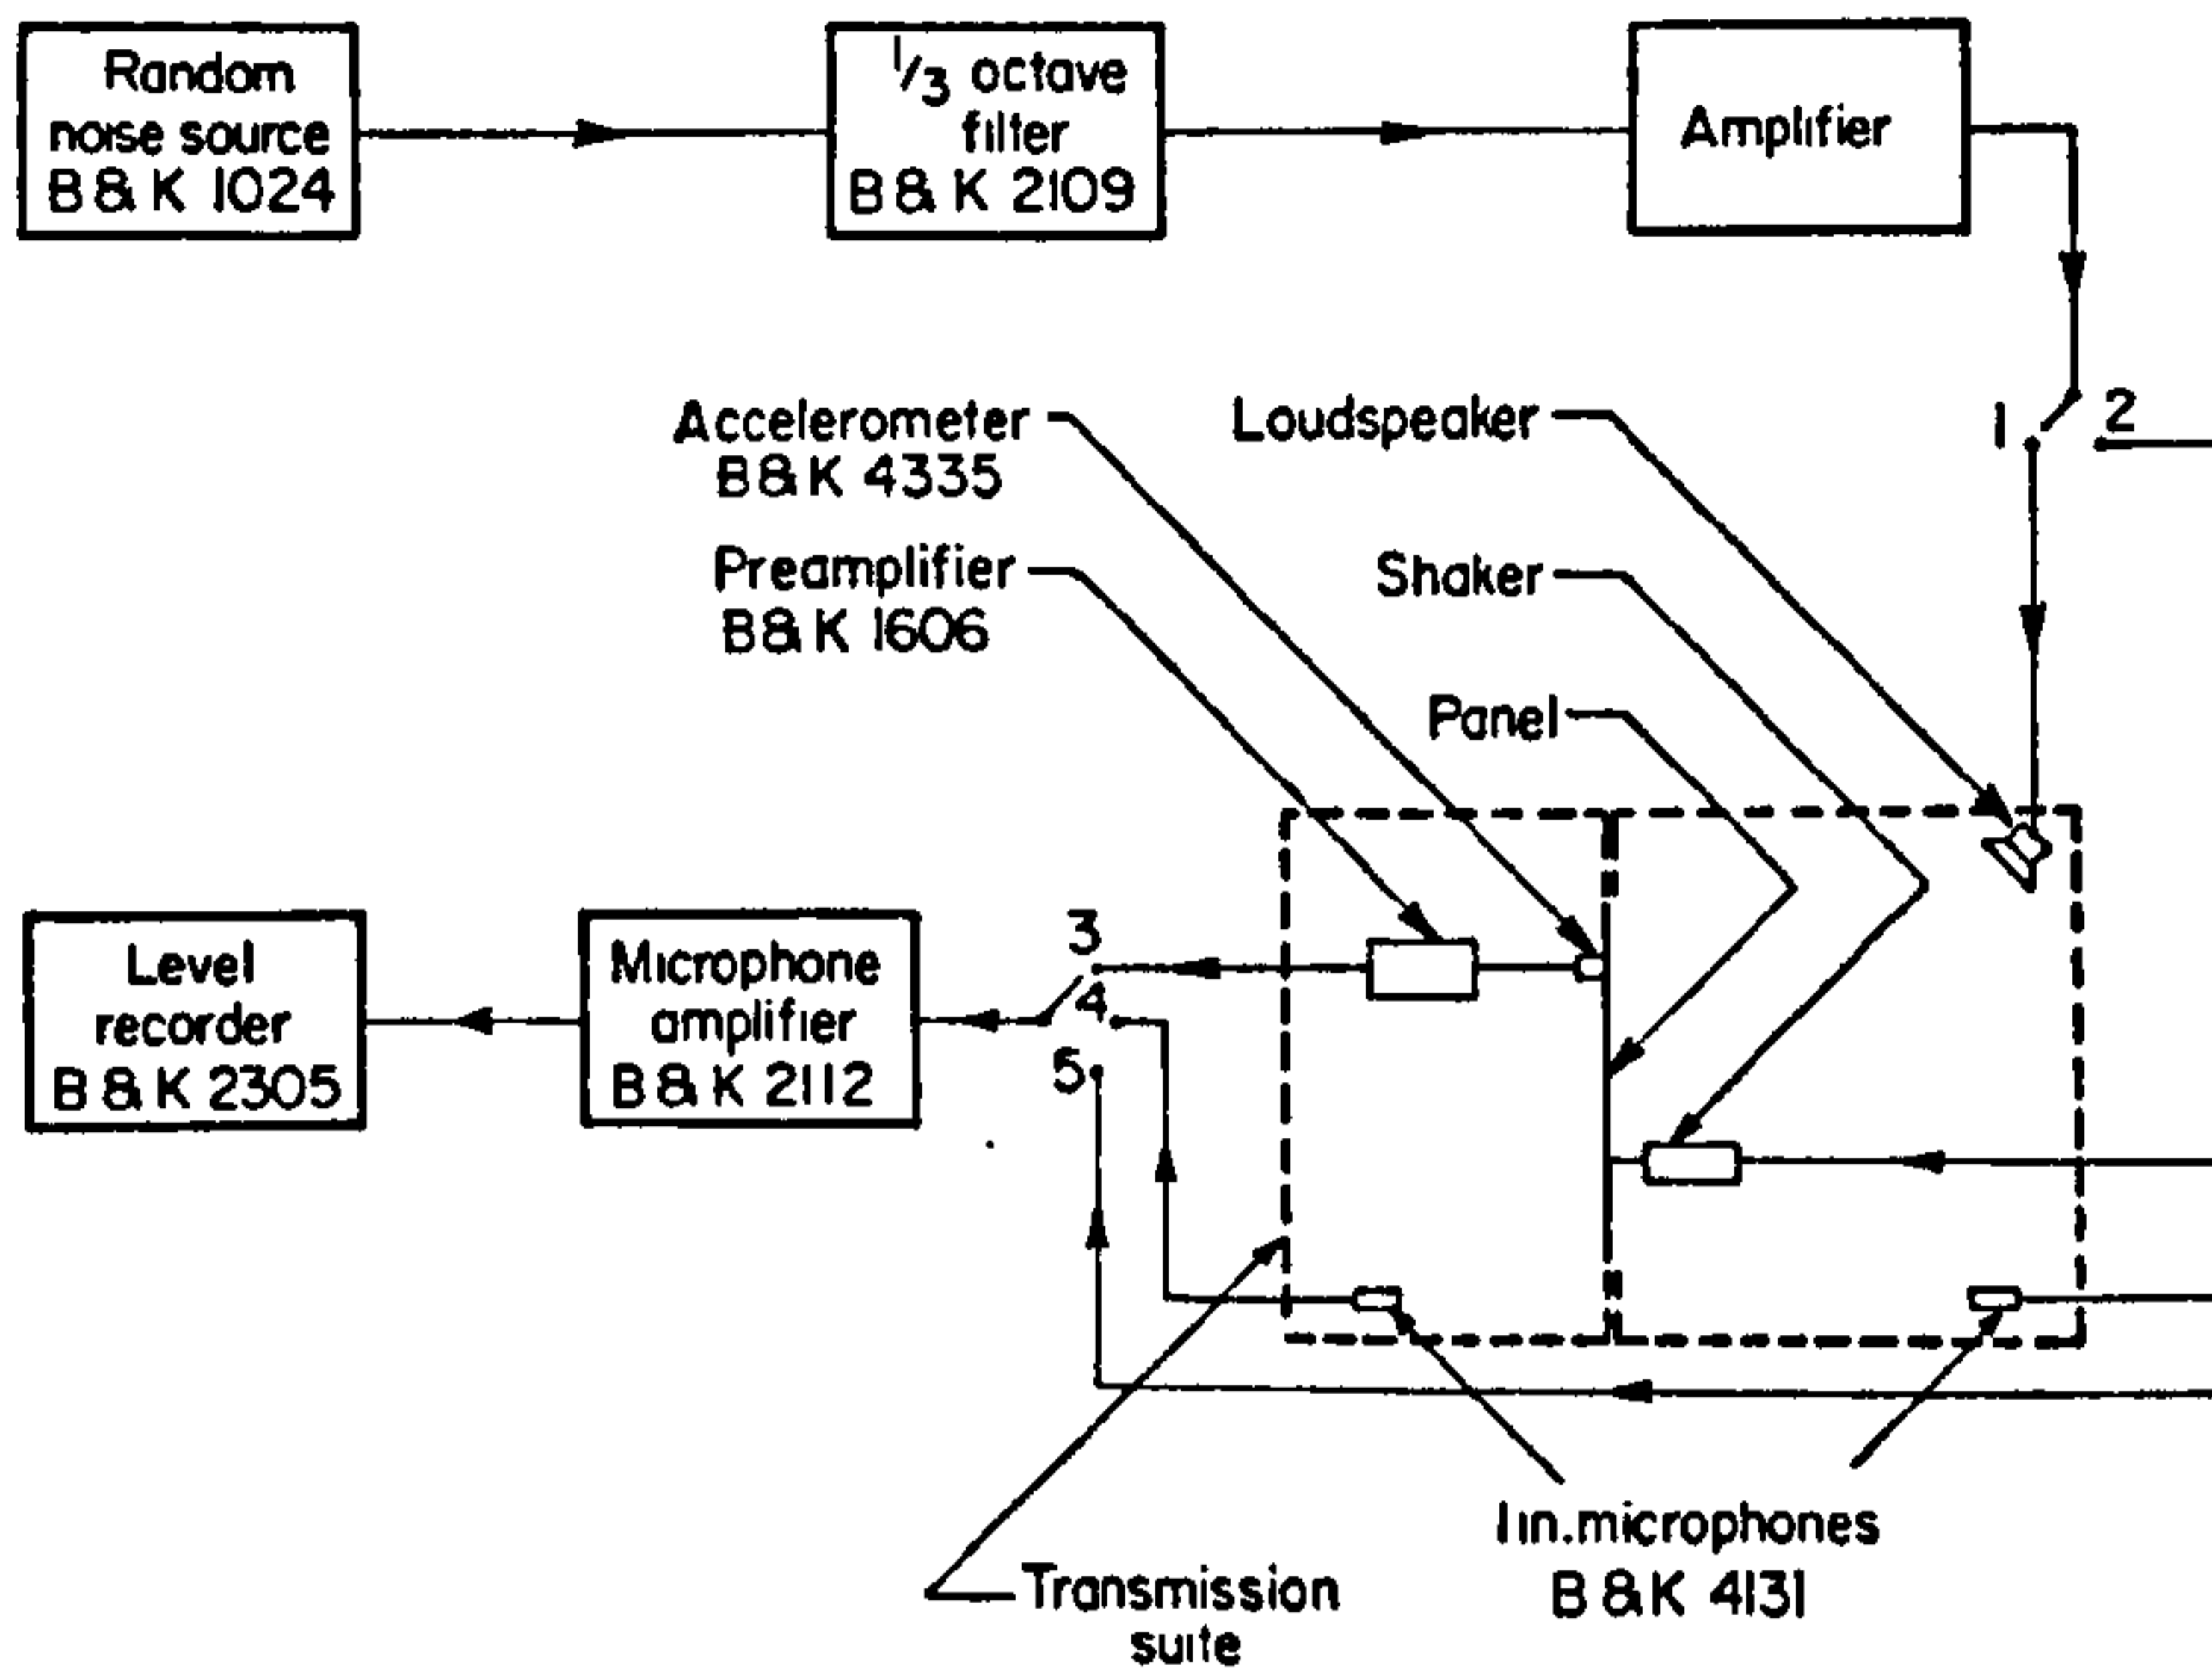 Random
noise source
B & K 1024
1/3 octave
filter
B & K 2109
Amplifier
Accelerometer
B & K 4335
Loudspeaker
1
2
Preamplifier
B & K 1606
Shaker
Panel
Level
recorder
B & K 2305
Microphone
amplifier
B & K 2112
3
4
5
1 in. microphones
B & K 4131
Transmission
suite